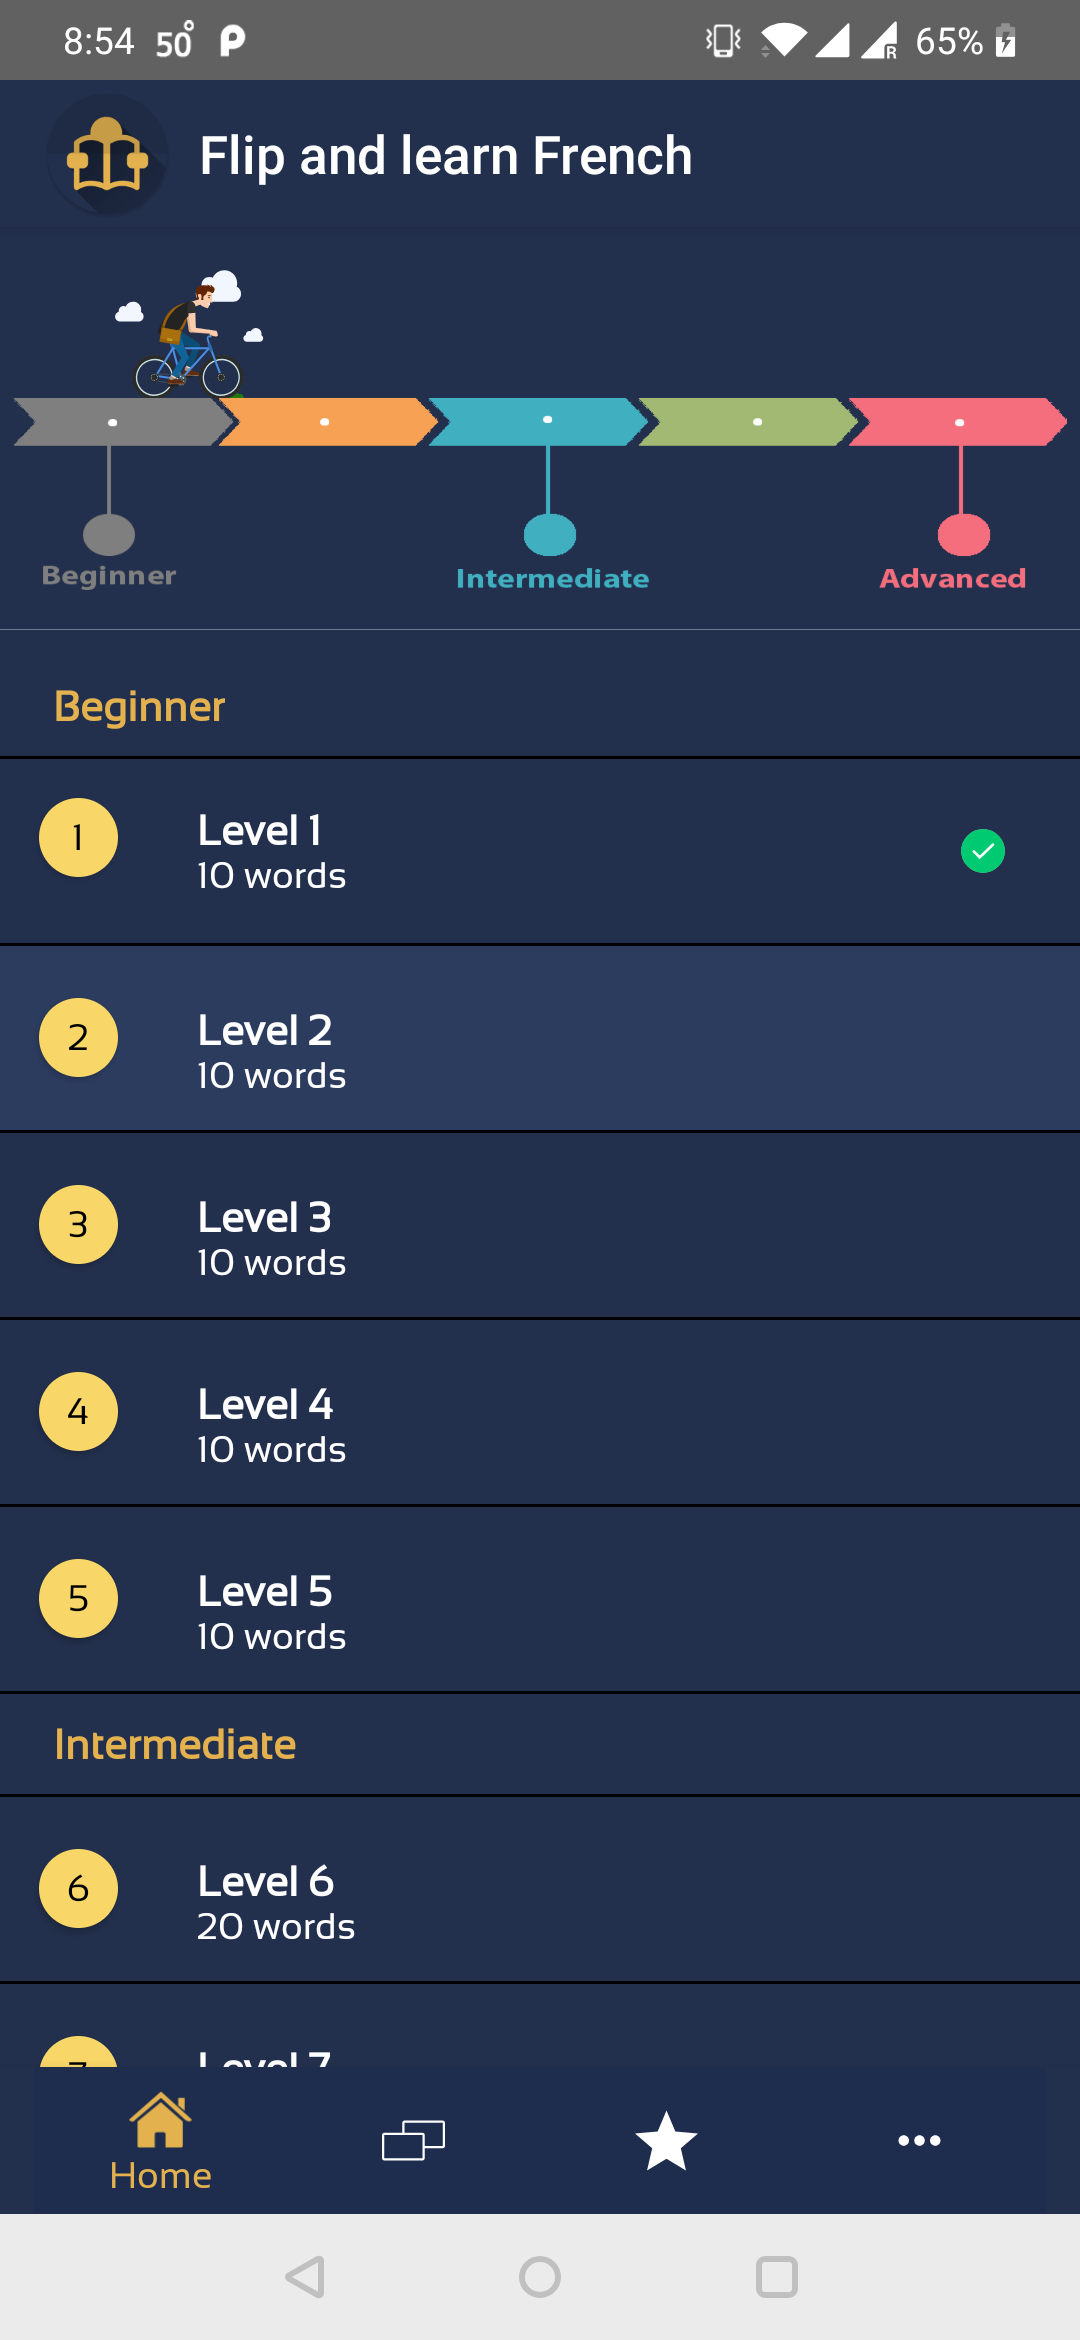 8:54 50° 65%
R
Flip and learn French
Beginner Intermediate Advanced
Beginner
1 Level 1
10 words
2 Level 2
10 words
3 Level 3
10 words
4 Level 4
10 words
5 Level 5
10 words
Intermediate
6 Level 6
20 words
7 Level 7
Home